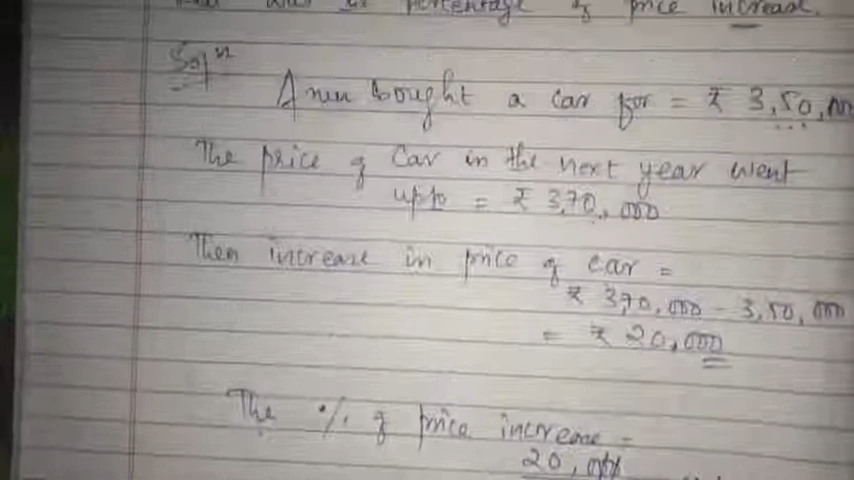 percentage of price increase.
Sol n
Arun bought a car for = ₹ 3,50,000
The price of Car in the next year went
upto = ₹ 3,70,000
Then increase in price of car =
₹ 3,70,000 - 3,50,000
= ₹ 20,000
The % of price increase =
20,000